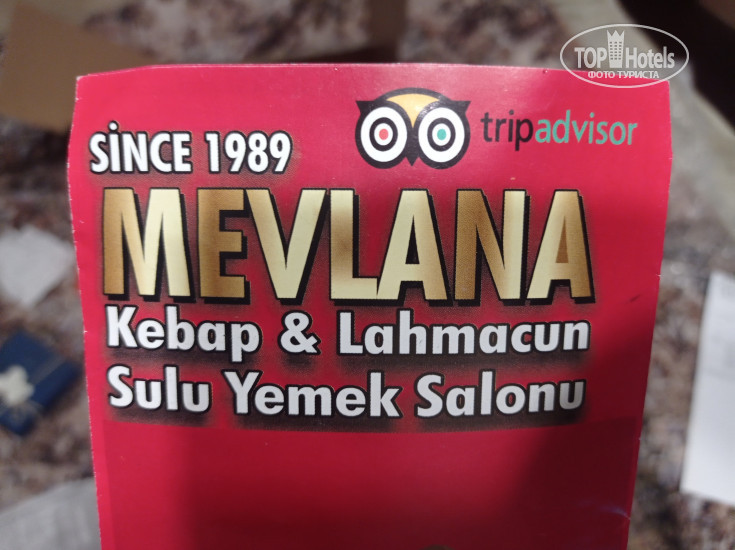 TOP Hotels
ФОТО ТУРИСТА
tripadvisor
SİNCE 1989
MEVLANA
Kebap & Lahmacun
Sulu Yemek Salonu